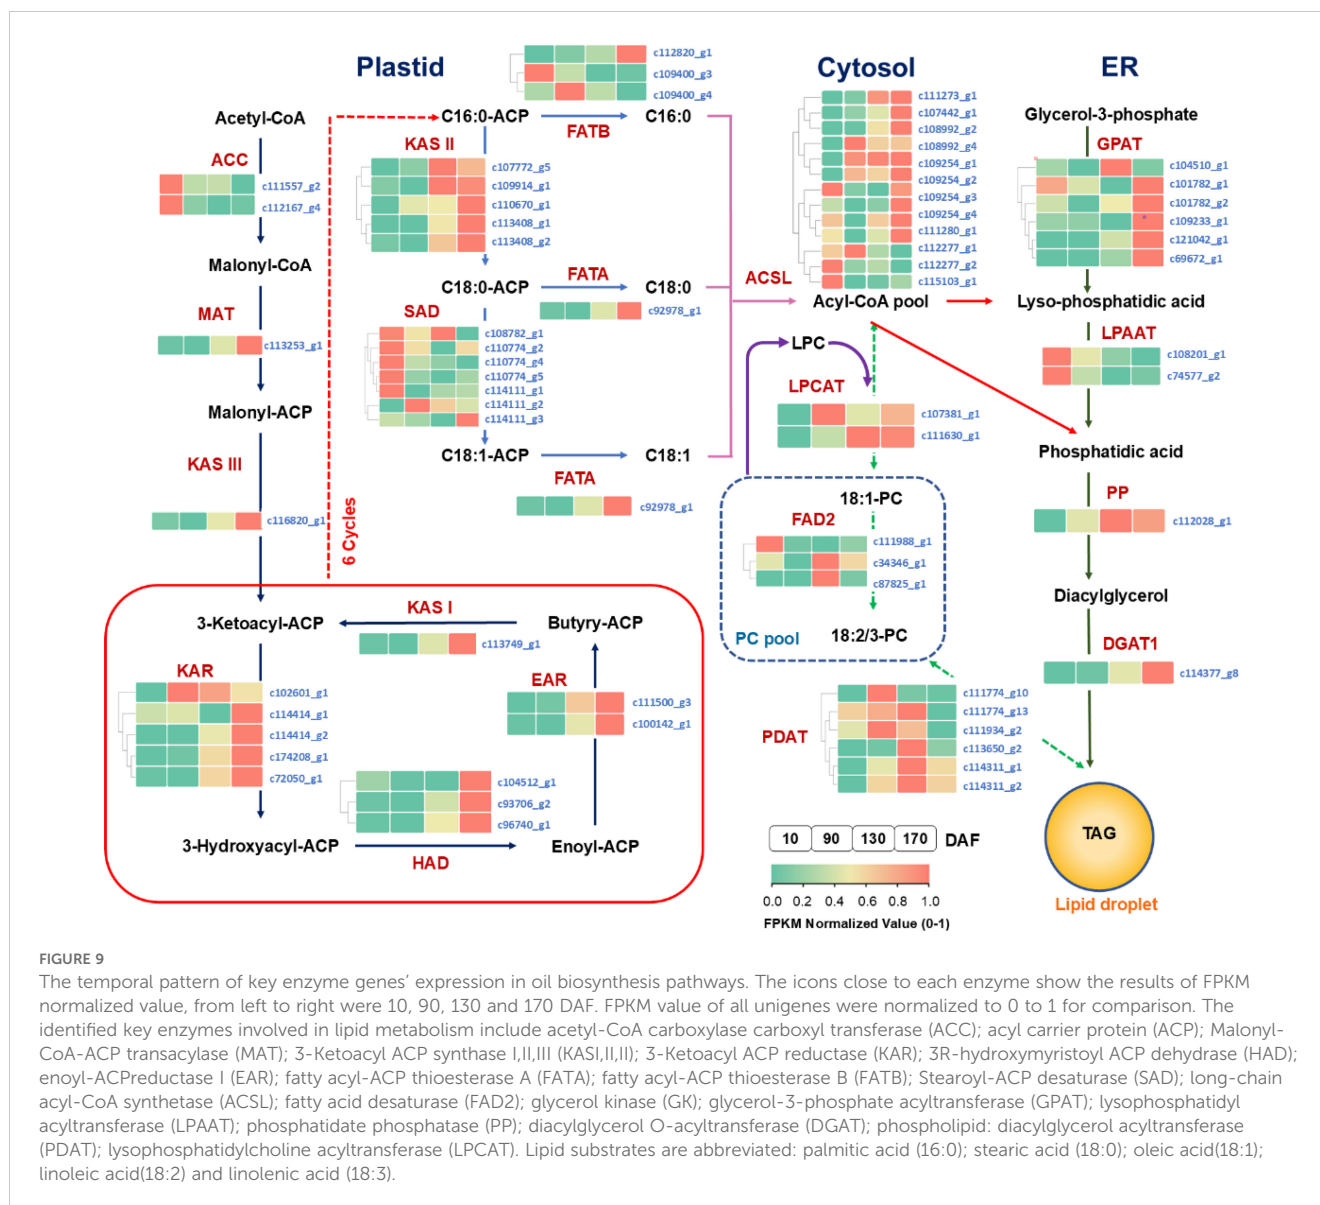 Plastid
Cytosol
ER
c112820_g1
c109400_g3
c109400_g4
Acetyl-CoA
ACC
c111557_g2
c112167_g4
Malonyl-CoA
MAT
c113253_g1
Malonyl-ACP
KAS III
c116820_g1
6 Cycles
C16:0-ACP
FATB
C16:0
KAS II
c107772_g5
c109914_g1
c110670_g1
c113408_g1
c113408_g2
C18:0-ACP
FATA
C18:0
c92978_g1
SAD
c108782_g1
c110774_g2
c110774_g4
c110774_g5
c114111_g1
c114111_g2
c114111_g3
C18:1-ACP
FATA
C18:1
c92978_g1
3-Ketoacyl-ACP
KAS I
Butyry-ACP
c113749_g1
KAR
c102601_g1
c114414_g1
c114414_g2
c174208_g1
c72050_g1
EAR
c111500_g3
c100142_g1
c104512_g1
c93706_g2
c96740_g1
3-Hydroxyacyl-ACP
HAD
Enoyl-ACP
c111273_g1
c107442_g1
c108992_g2
c108992_g4
c109254_g1
c109254_g2
c109254_g3
c109254_g4
c111280_g1
c112277_g1
c112277_g2
c115103_g1
ACSL
Acyl-CoA pool
LPC
LPCAT
c107381_g1
c111630_g1
18:1-PC
FAD2
c111988_g1
c34346_g1
c87825_g1
PC pool
18:2/3-PC
PDAT
c111774_g10
c111774_g13
c111934_g2
c113650_g2
c114311_g1
c114311_g2
Glycerol-3-phosphate
GPAT
c104510_g1
c101782_g1
c101782_g2
c109233_g1
c121042_g1
c69672_g1
Lyso-phosphatidic acid
LPAAT
c108201_g1
c74577_g2
Phosphatidic acid
PP
c112028_g1
Diacylglycerol
DGAT1
c114377_g8
TAG
Lipid droplet
10 90 130 170 DAF
0.0 0.2 0.4 0.6 0.8 1.0
FPKM Normalized Value (0-1)
FIGURE 9
The temporal pattern of key enzyme genes' expression in oil biosynthesis pathways. The icons close to each enzyme show the results of FPKM
normalized value, from left to right were 10, 90, 130 and 170 DAF. FPKM value of all unigenes were normalized to 0 to 1 for comparison. The
identified key enzymes involved in lipid metabolism include acetyl-CoA carboxylase carboxyl transferase (ACC); acyl carrier protein (ACP); Malonyl-
CoA-ACP transacylase (MAT); 3-Ketoacyl ACP synthase I,II,III (KASI,II,II); 3-Ketoacyl ACP reductase (KAR); 3R-hydroxymyristoyl ACP dehydrase (HAD);
enoyl-ACPreductase I (EAR); fatty acyl-ACP thioesterase A (FATA); fatty acyl-ACP thioesterase B (FATB); Stearoyl-ACP desaturase (SAD); long-chain
acyl-CoA synthetase (ACSL); fatty acid desaturase (FAD2); glycerol kinase (GK); glycerol-3-phosphate acyltransferase (GPAT); lysophosphatidyl
acyltransferase (LPAAT); phosphatidate phosphatase (PP); diacylglycerol O-acyltransferase (DGAT); phospholipid: diacylglycerol acyltransferase
(PDAT); lysophosphatidylcholine acyltransferase (LPCAT). Lipid substrates are abbreviated: palmitic acid (16:0); stearic acid (18:0); oleic acid(18:1);
linoleic acid(18:2) and linolenic acid (18:3).